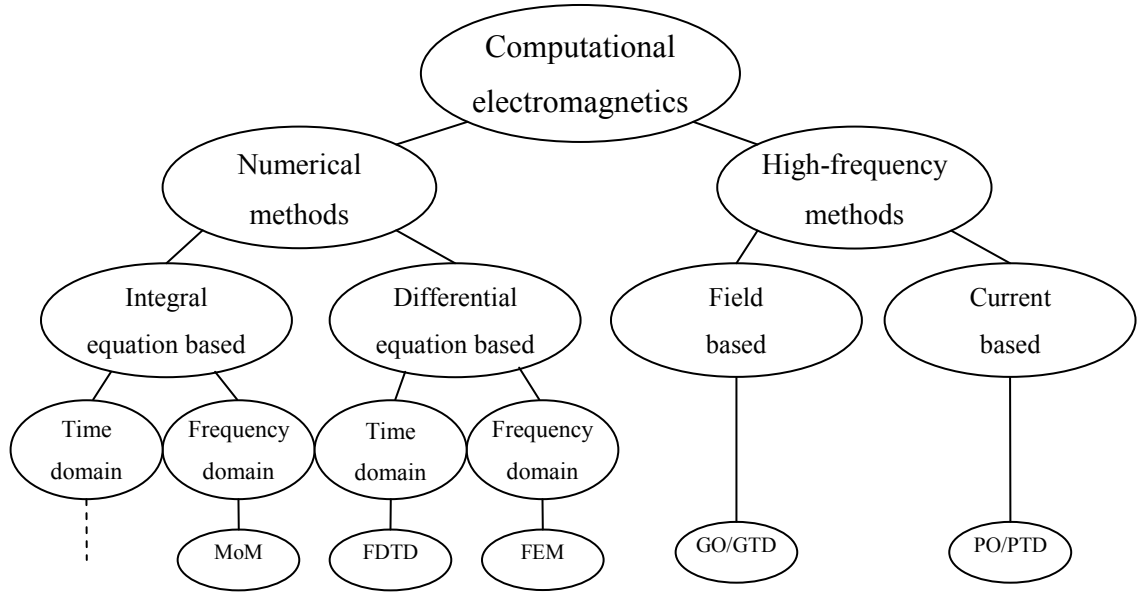 Computational
electromagnetics
Numerical
methods
High-frequency
methods
Integral
equation based
Differential
equation based
Field
based
Current
based
Time
domain
Frequency
domain
Time
domain
Frequency
domain
MoM
FDTD
FEM
GO/GTD
PO/PTD